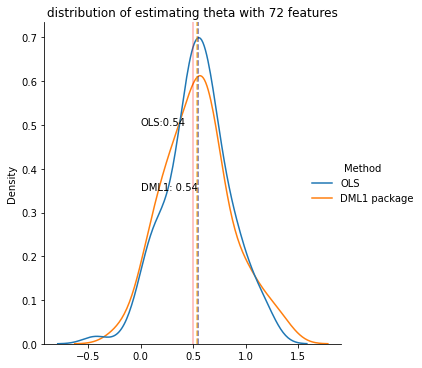 distribution of estimating theta with 72 features
0.7
0.6
0.5
0.4
0.3
0.2
0.1
0.0
Density
OLS:0.54
DML1: 0.54
Method
OLS
DML1 package
−0.5
0.0
0.5
1.0
1.5